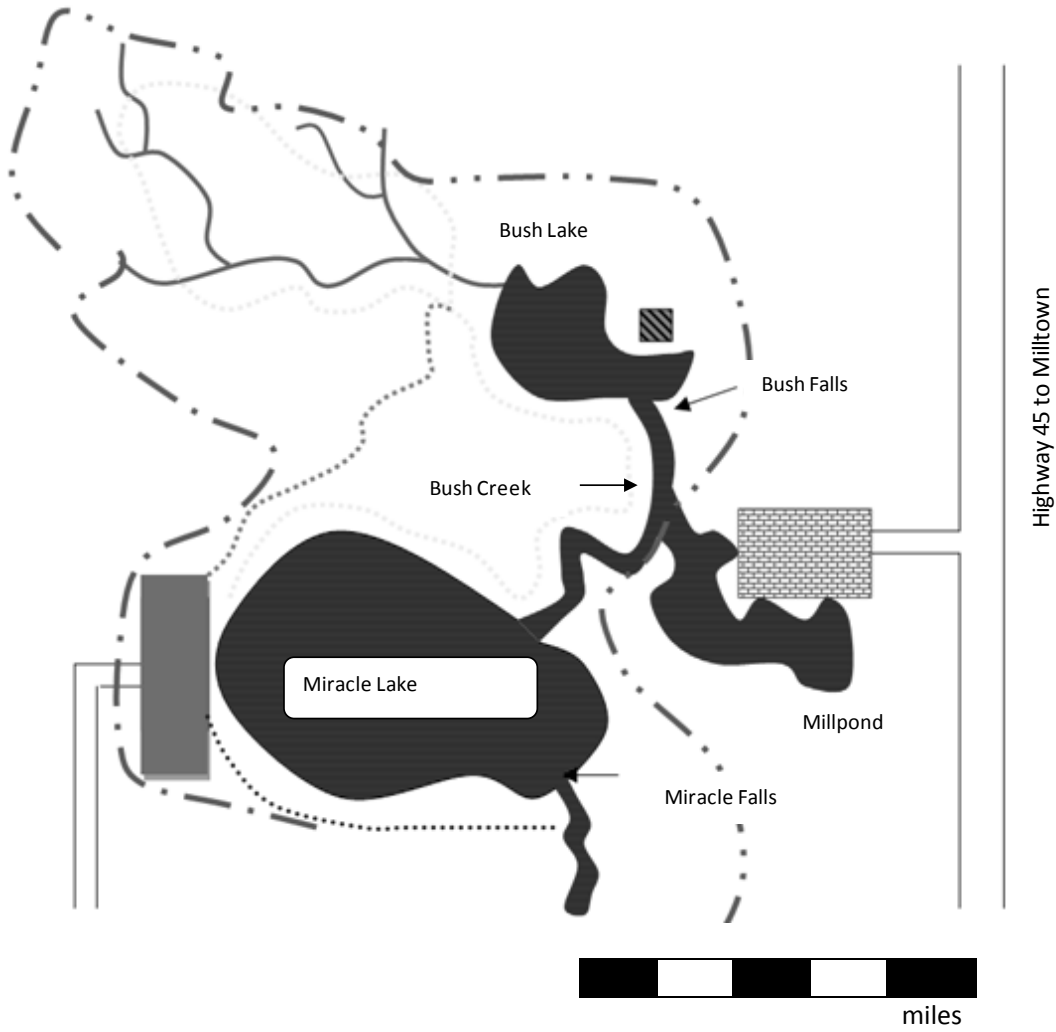 Bush Lake
Bush Falls
Highway 45 to Milltown
Bush Creek
Miracle Lake
Millpond
Miracle Falls
miles